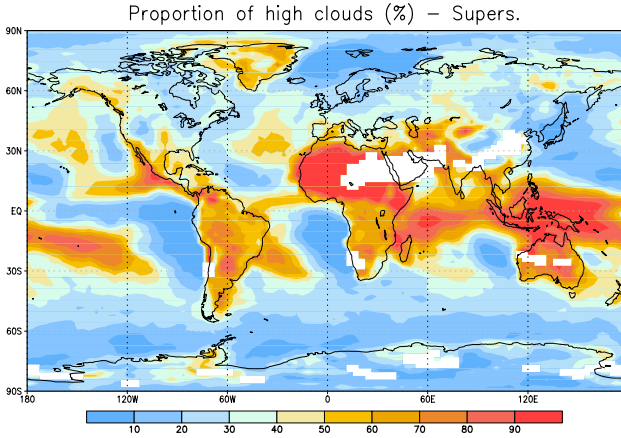 Proportion of high clouds (%) – Supers.
90N
60N
30N
EQ
30S
60S
90S
180 120W 60W 0 60E 120E
10 20 30 40 50 60 70 80 90